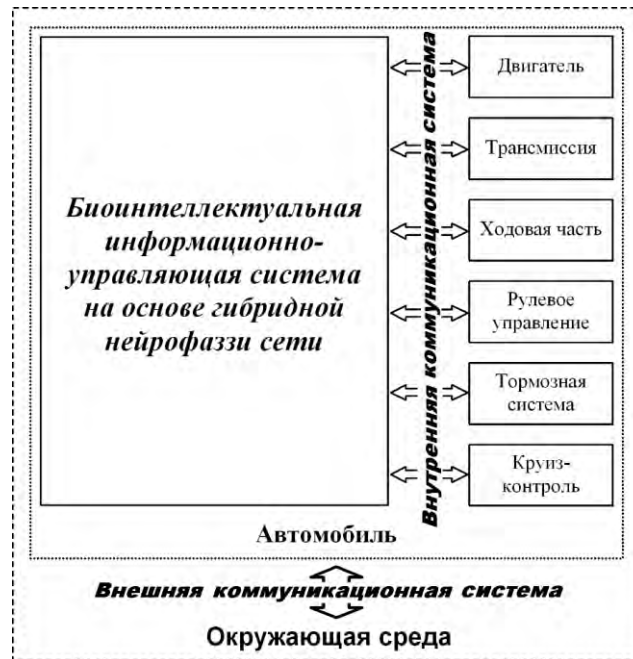 Биоинтеллектуальная
информационно-
управляющая система
на основе гибридной
нейрофаззи сети
Внутренняя коммуникационная система
Двигатель
Трансмиссия
Ходовая часть
Рулевое
управление
Тормозная
система
Круиз-
контроль
Автомобиль
Внешняя коммуникационная система
Окружающая среда